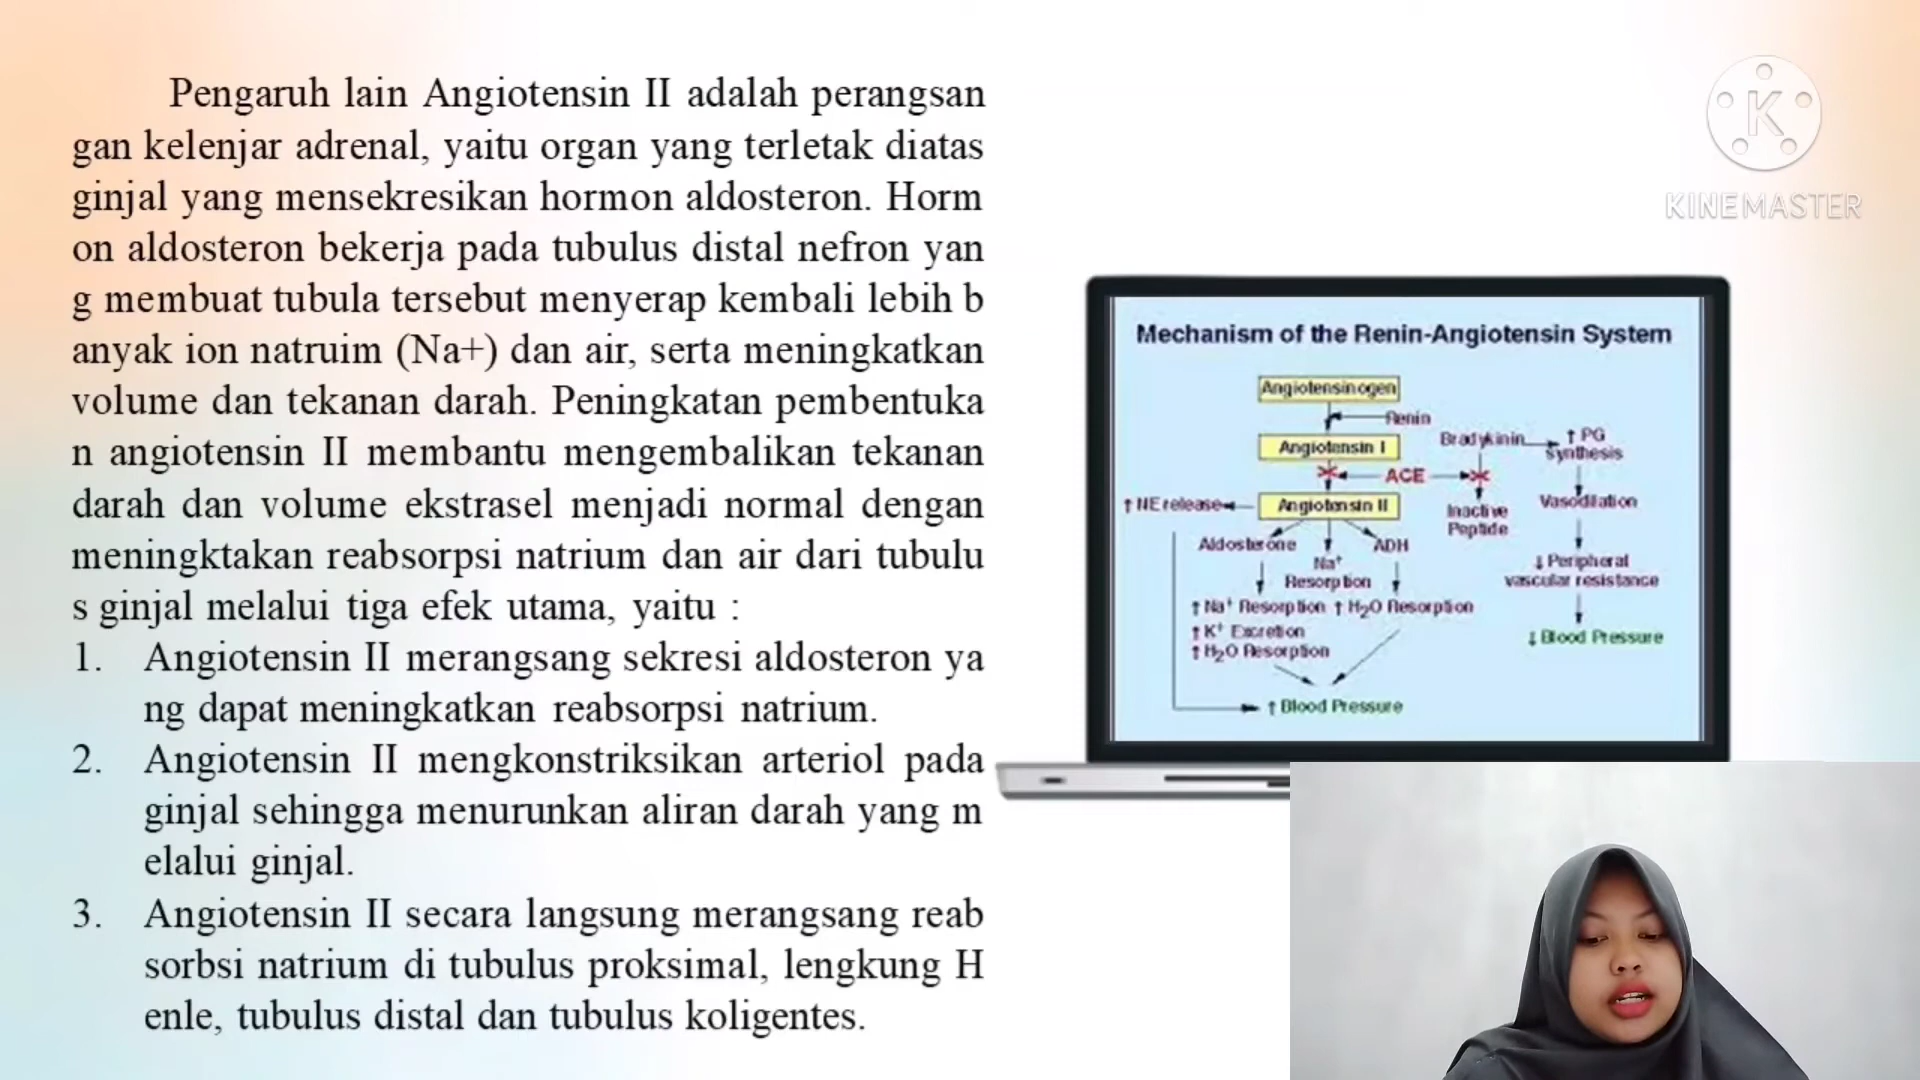 Pengaruh lain Angiotensin II adalah perangsan
gan kelenjar adrenal, yaitu organ yang terletak diatas
ginjal yang mensekresikan hormon aldosteron. Horm
on aldosteron bekerja pada tubulus distal nefron yan
g membuat tubula tersebut menyerap kembali lebih b
anyak ion natruim (Na+) dan air, serta meningkatkan
volume dan tekanan darah. Peningkatan pembentuka
n angiotensin II membantu mengembalikan tekanan
darah dan volume ekstrasel menjadi normal dengan
meningktakan reabsorpsi natrium dan air dari tubulu
s ginjal melalui tiga efek utama, yaitu :
1. Angiotensin II merangsang sekresi aldosteron ya
ng dapat meningkatkan reabsorpsi natrium.
2. Angiotensin II mengkonstriksikan arteriol pada
ginjal sehingga menurunkan aliran darah yang m
elalui ginjal.
3. Angiotensin II secara langsung merangsang reab
sorbsi natrium di tubulus proksimal, lengkung H
enle, tubulus distal dan tubulus koligentes.
K
KINEMASTER
Mechanism of the Renin-Angiotensin System
Angiotensinogen
Renin
Angiotensin I
Bradykinin
↑ PG
synthesis
ACE
↑ NE release
Angiotensin II
Inactive
Peptide
Vasodilation
Aldosterone
Na⁺
Resorption
ADH
↓ Peripheral
vascular resistance
↑ Na⁺ Resorption
↑ H₂O Resorption
↑ K⁺ Excretion
↑ H₂O Resorption
↓ Blood Pressure
↑ Blood Pressure